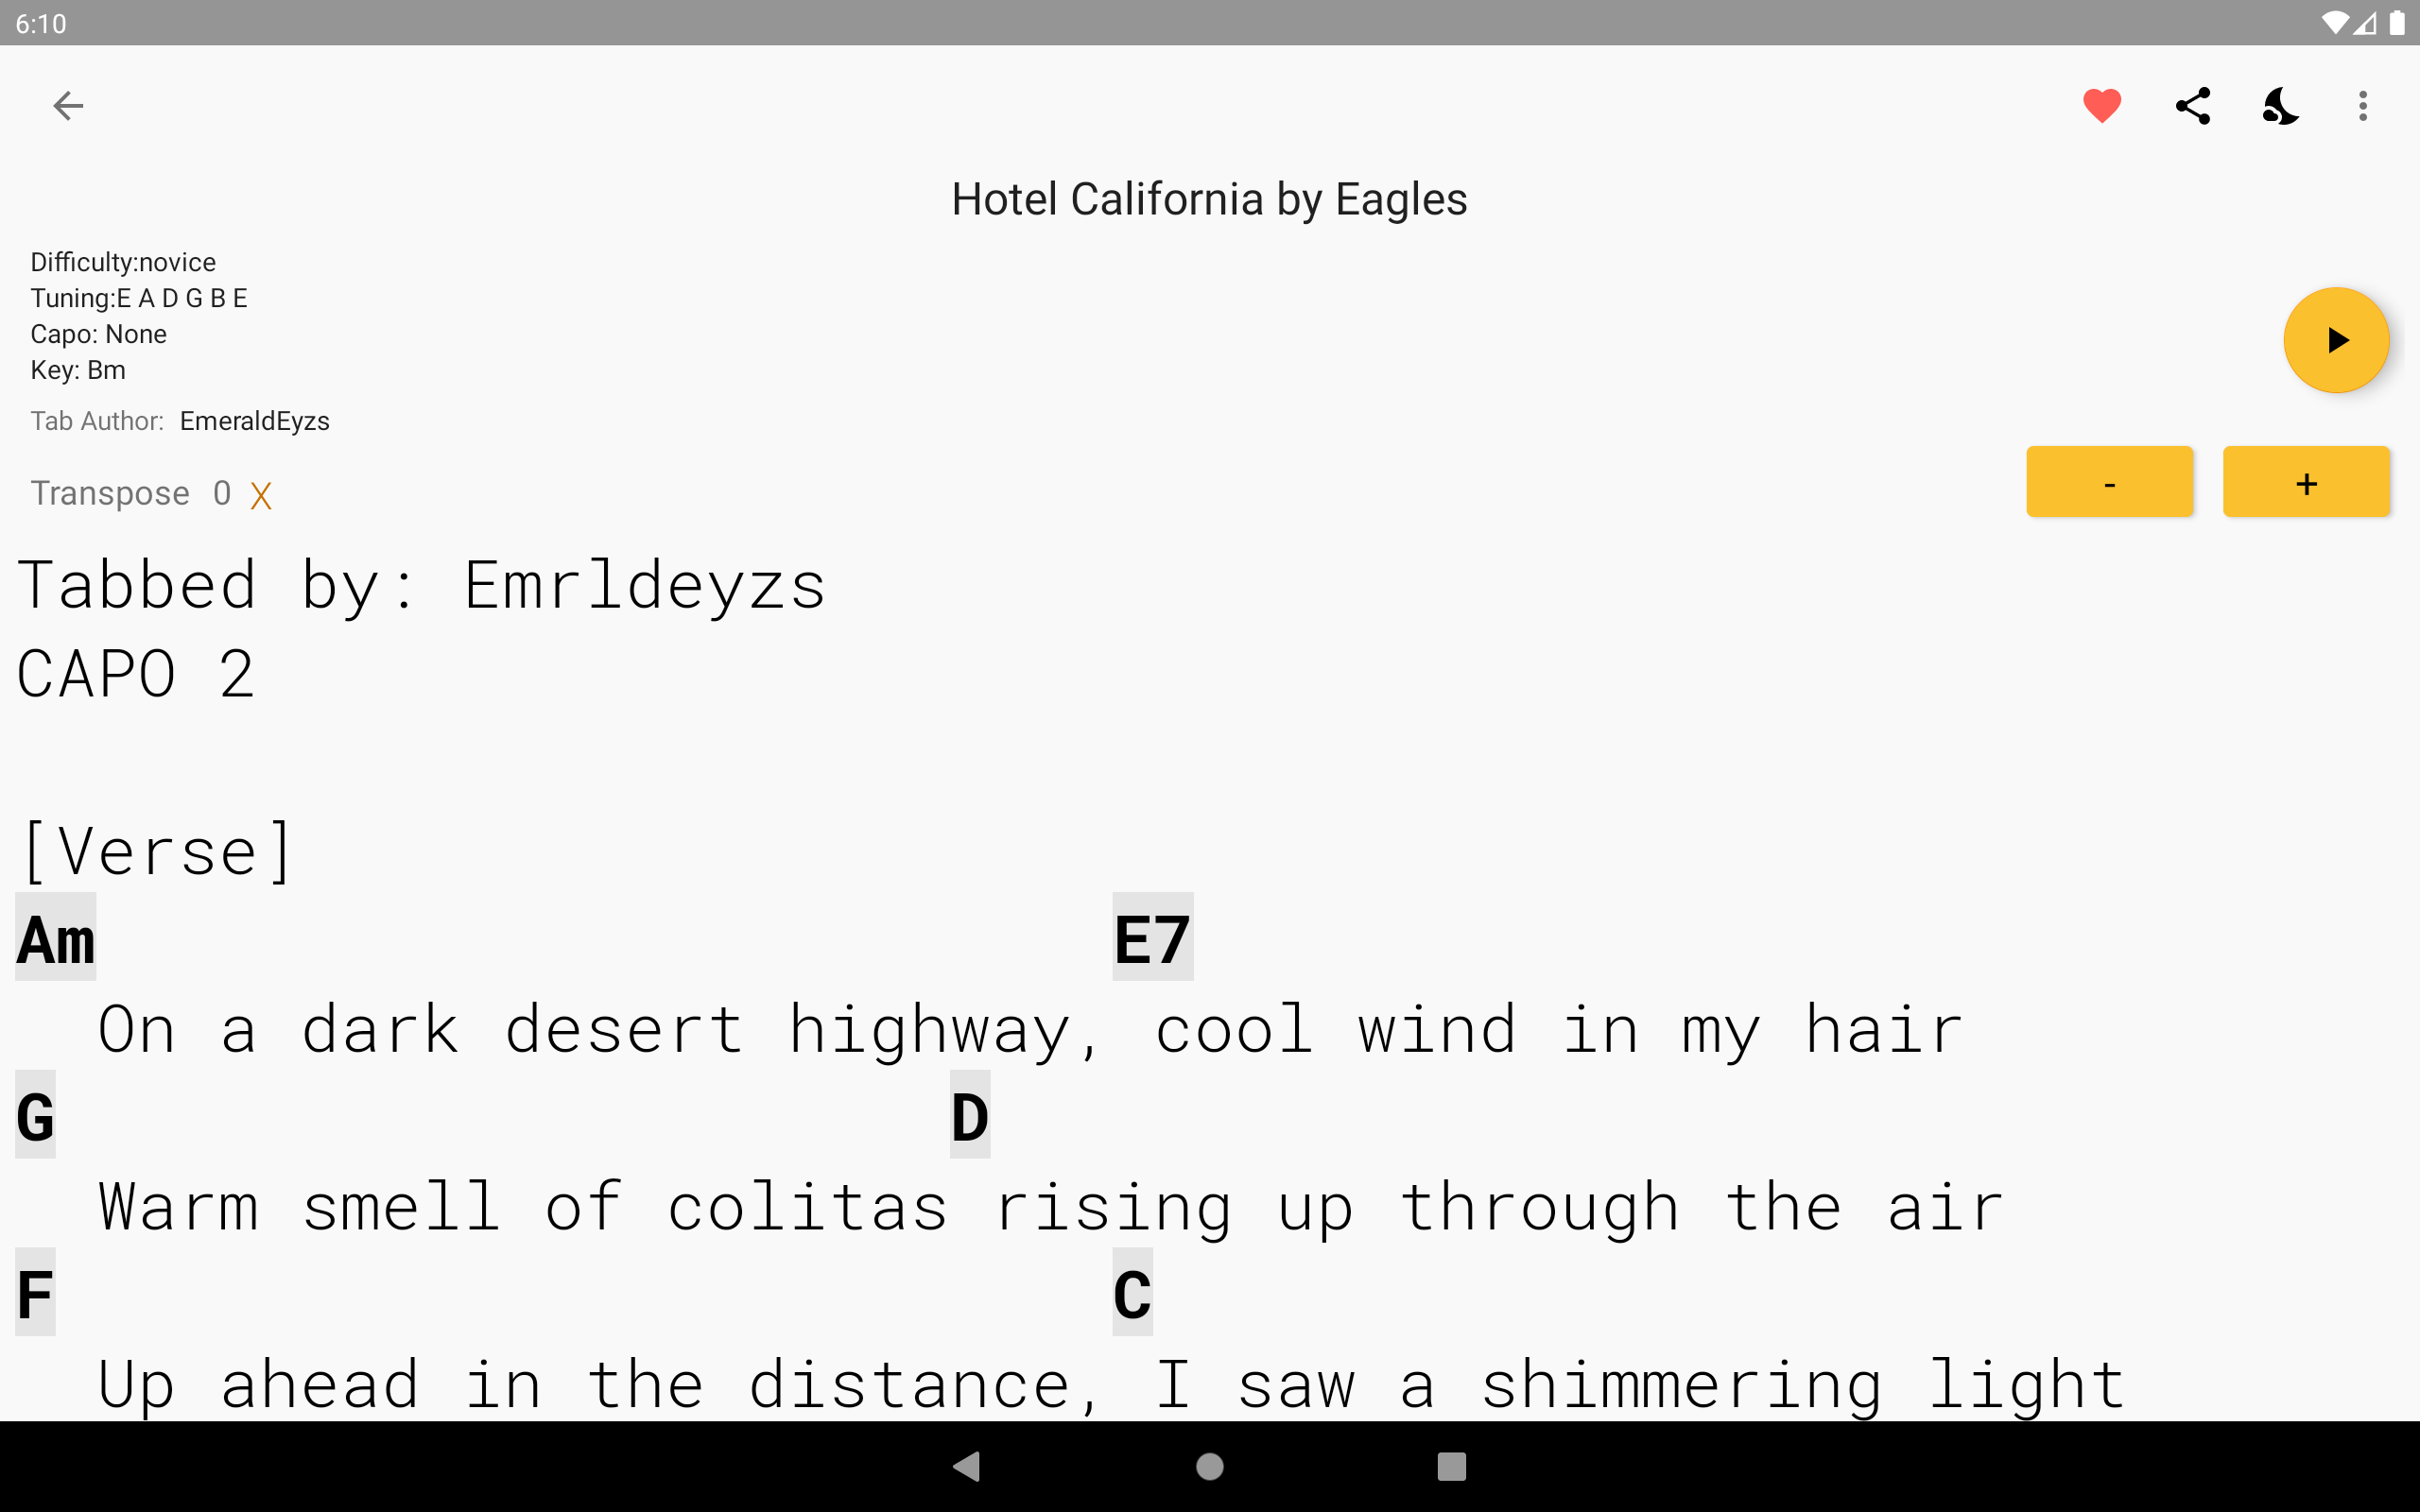 6:10
Hotel California by Eagles
Difficulty:novice
Tuning:E A D G B E
Capo: None
Key: Bm
Tab Author: EmeraldEyzs
Transpose 0 X
- +
Tabbed by: Emrldeyzs
CAPO 2
[Verse]
Am E7
On a dark desert highway, cool wind in my hair
G D
Warm smell of colitas rising up through the air
F C
Up ahead in the distance, I saw a shimmering light